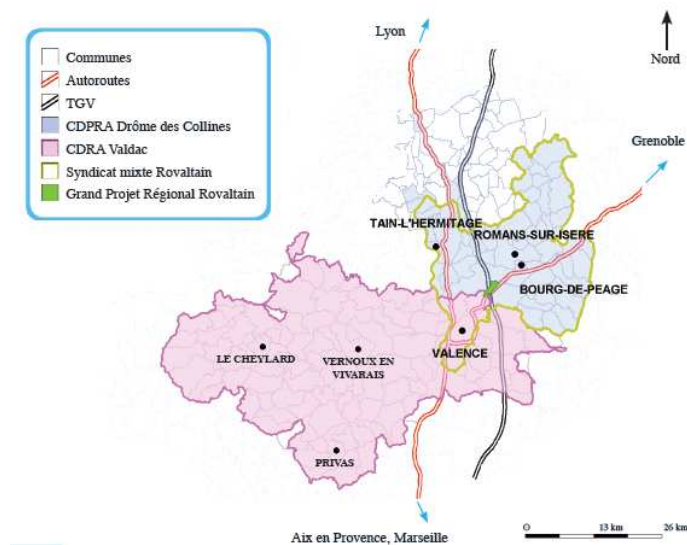 Lyon
Nord
Communes
Autoroutes
TGV
CDPRA Drôme des Collines
CDRA Valdac
Syndicat mixte Rovaltain
Grand Projet Régional Rovaltain
Grenoble
TAIN-L'HERMITAGE
ROMANS-SUR-ISERE
BOURG-DE-PEAGE
VALENCE
LE CHEYLARD
VERNOUX EN
VIVARAIS
PRIVAS
Aix en Provence, Marseille
0 13 km 26 km